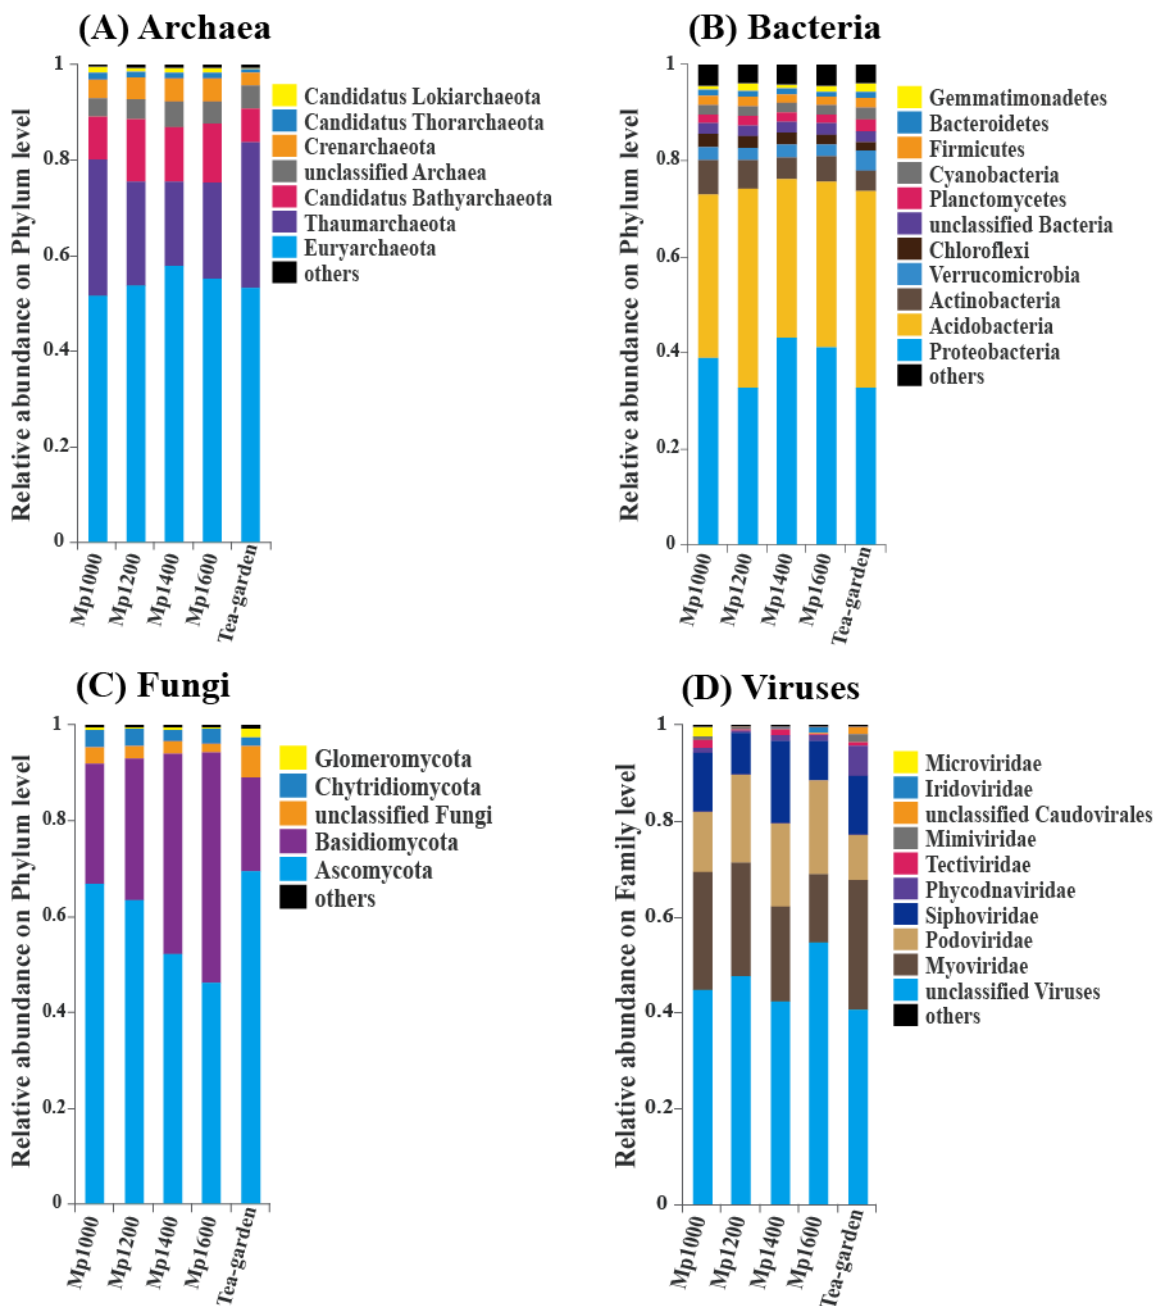 (A) Archaea
Relative abundance on Phylum level
1
0.8
0.6
0.4
0.2
0
Mp1000
Mp1200
Mp1400
Mp1600
Tea-garden
Candidatus Lokiarchaeota
Candidatus Thorarchaeota
Crenarchaeota
unclassified Archaea
Candidatus Bathyarchaeota
Thaumarchaeota
Euryarchaeota
others
(B) Bacteria
Relative abundance on Phylum level
1
0.8
0.6
0.4
0.2
0
Mp1000
Mp1200
Mp1400
Mp1600
Tea-garden
Gemmatimonadetes
Bacteroidetes
Firmicutes
Cyanobacteria
Planctomycetes
unclassified Bacteria
Chloroflexi
Verrucomicrobia
Actinobacteria
Acidobacteria
Proteobacteria
others
(C) Fungi
Relative abundance on Phylum level
1
0.8
0.6
0.4
0.2
0
Mp1000
Mp1200
Mp1400
Mp1600
Tea-garden
Glomeromycota
Chytridiomycota
unclassified Fungi
Basidiomycota
Ascomycota
others
(D) Viruses
Relative abundance on Family level
1
0.8
0.6
0.4
0.2
0
Mp1000
Mp1200
Mp1400
Mp1600
Tea-garden
Microviridae
Iridoviridae
unclassified Caudovirales
Mimiviridae
Tectiviridae
Phycodnaviridae
Siphoviridae
Podoviridae
Myoviridae
unclassified Viruses
others